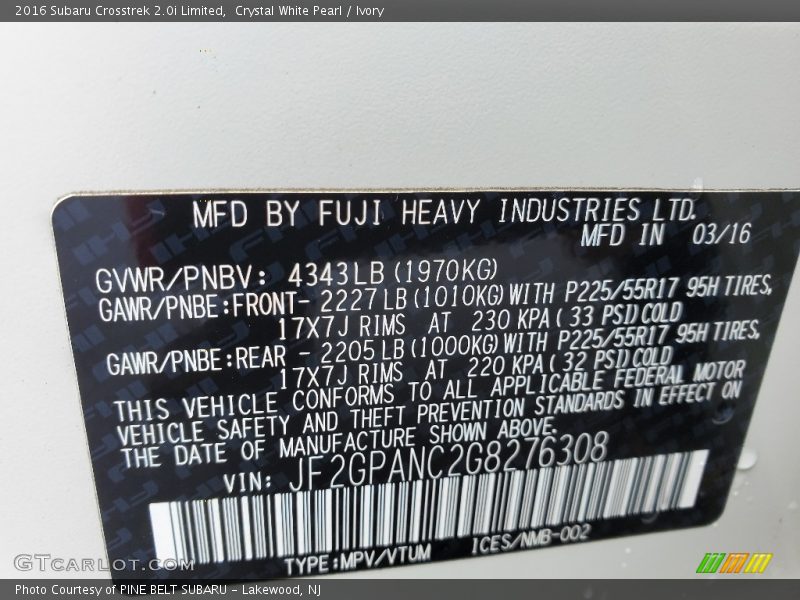 2016 Subaru Crosstrek 2.0i Limited,  Crystal White Pearl / Ivory
MFD BY FUJI HEAVY INDUSTRIES LTD.
MFD IN 03/16
GVWR/PNBV: 4343LB (1970KG)
GAWR/PNBE:FRONT- 2227 LB (1010KG) WITH P225/55R17 95H TIRES,
17X7J RIMS AT 230 KPA ( 33 PSI) COLD
GAWR/PNBE:REAR - 2205 LB (1000KG) WITH P225/55R17 95H TIRES,
17X7J RIMS AT 220 KPA ( 32 PSI) COLD
THIS VEHICLE CONFORMS TO ALL APPLICABLE FEDERAL MOTOR
VEHICLE SAFETY AND THEFT PREVENTION STANDARDS IN EFFECT ON
THE DATE OF MANUFACTURE SHOWN ABOVE.
VIN: JF2GPANC2G8276308
TYPE:MPV/VTUM ICES/NMB-002
GTCARLOT.COM
Photo Courtesy of PINE BELT SUBARU - Lakewood, NJ